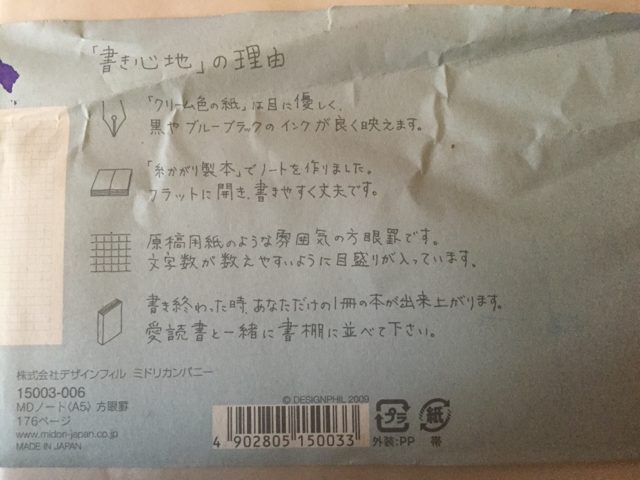 「書き心地」の理由
「クリーム色の紙」は目に優しく、
黒やブルーブラックのインクが良く映えます。
「糸かがり製本」でノートを作りました。
フラットに開き、書きやすく丈夫です。
原稿用紙のような雰囲気の方眼罫です。
文字数が数えやすいように目盛りが入っています。
書き終わった時、あなただけの1冊の本が出来上がります。
愛読書と一緒に書棚に並べて下さい。
株式会社デザインフィル ミドリカンパニー
15003-006
MDノート〈A5〉 方眼罫
176ページ
www.midori-japan.co.jp
MADE IN JAPAN
© DESIGNPHIL 2009
4 902805 150033
プラ
外装:PP
紙
帯